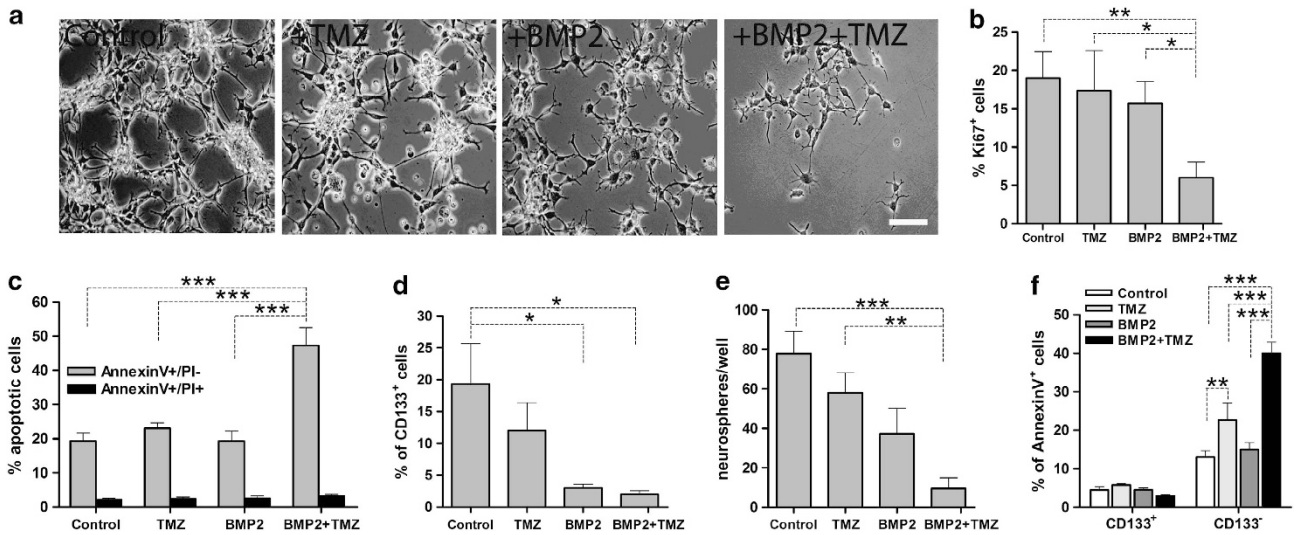 a
Control
+TMZ
+BMP2
+BMP2+TMZ
b
**
*
*
% Ki67+ cells
25
20
15
10
5
0
Control TMZ BMP2 BMP2+TMZ
c
***
***
***
% apoptotic cells
60
50
40
30
20
10
0
AnnexinV+/PI-
AnnexinV+/PI+
Control TMZ BMP2 BMP2+TMZ
d
*
*
% of CD133+ cells
30
25
20
15
10
5
0
Control TMZ BMP2 BMP2+TMZ
e
***
**
neurospheres/well
100
80
60
40
20
0
Control TMZ BMP2 BMP2+TMZ
f
Control
TMZ
BMP2
BMP2+TMZ
***
***
***
**
% of AnnexinV+ cells
50
40
30
20
10
0
CD133+ CD133-